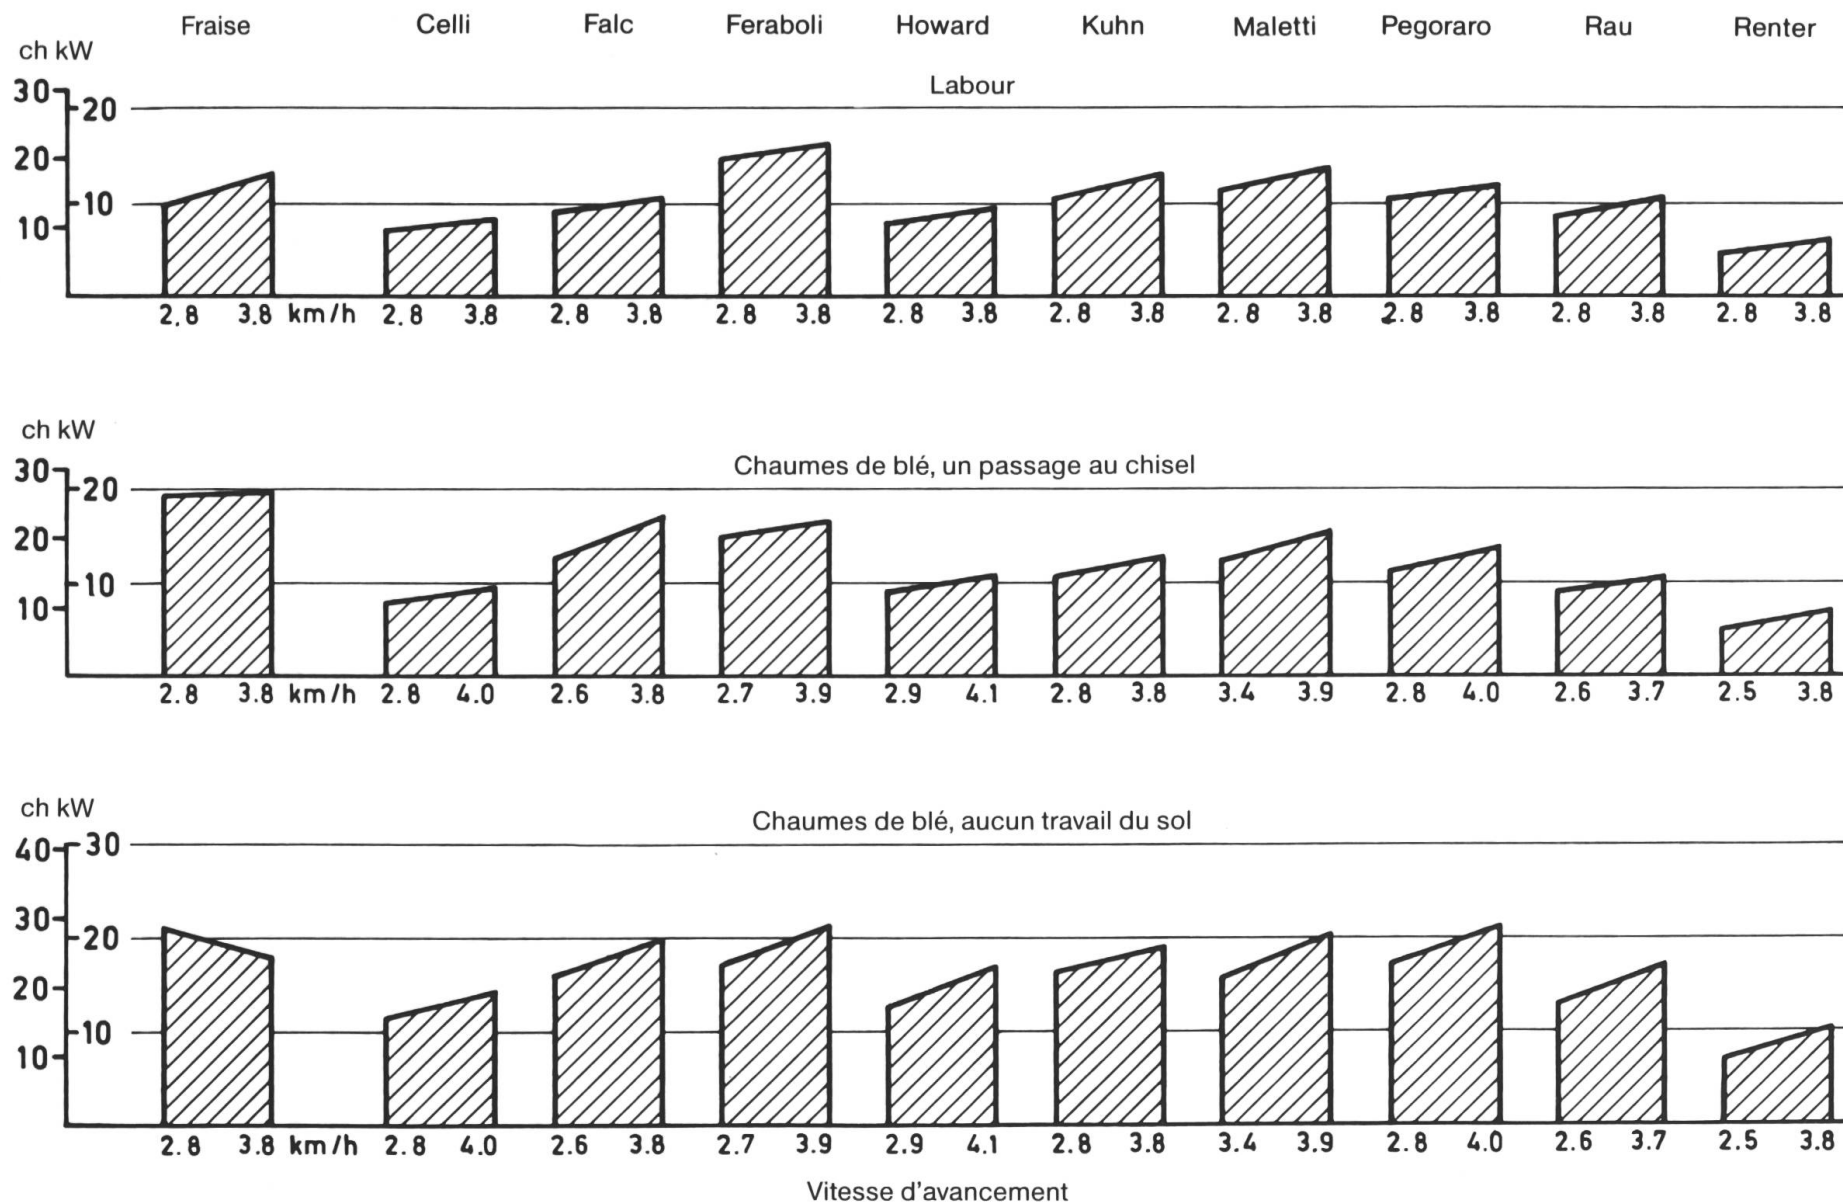 Fraise Celli Falc Feraboli Howard Kuhn Maletti Pegoraro Rau Renter
ch kW
Labour
30 20
20
10
10
2.8 3.8 km/h 2.8 3.8 2.8 3.8 2.8 3.8 2.8 3.8 2.8 3.8 2.8 3.8 2.8 3.8 2.8 3.8 2.8 3.8
ch kW
Chaumes de blé, un passage au chisel
30
20
20
10
10
2.8 3.8 km/h 2.8 4.0 2.6 3.8 2.7 3.9 2.9 4.1 2.8 3.8 3.4 3.9 2.8 4.0 2.6 3.7 2.5 3.8
ch kW
Chaumes de blé, aucun travail du sol
40 30
30
20
20
10
10
2.8 3.8 km/h 2.8 4.0 2.6 3.8 2.7 3.9 2.9 4.1 2.8 3.8 3.4 3.9 2.8 4.0 2.6 3.7 2.5 3.8
Vitesse d'avancement